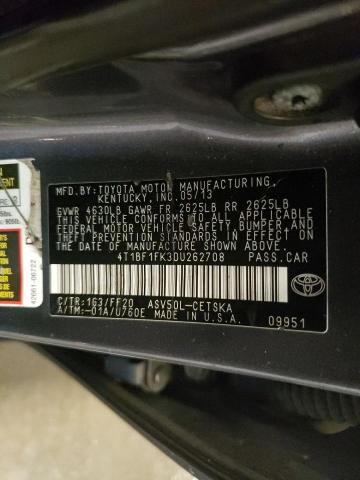 MFD. BY: TOYOTA MOTOR MANUFACTURING,
KENTUCKY, INC. 05/13
GVWR 4630LB GAWR FR 2625LB RR 2625LB
THIS VEHICLE CONFORMS TO ALL APPLICABLE
FEDERAL MOTOR VEHICLE SAFETY, BUMPER, AND
THEFT PREVENTION STANDARDS IN EFFECT ON THE
DATE OF MANUFACTURE SHOWN ABOVE.
4T1BF1FK3DU262708 PASS.CAR
C/TR: 1G3/FF20 ASV50L-CETSKA
A/TM: -01A/U760E MADE IN U.S.A.
09951
42661-06722